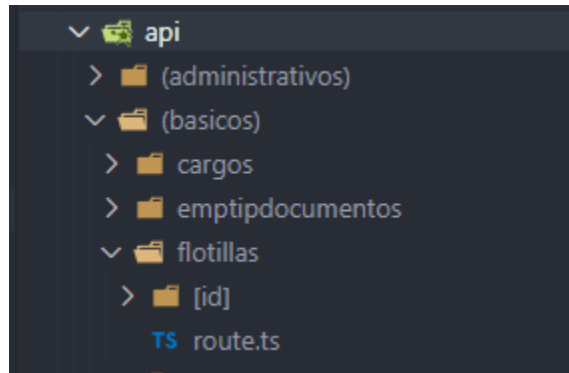 api
(administrativos)
(basicos)
cargos
emptipdocumentos
flotillas
[id]
TS route.ts